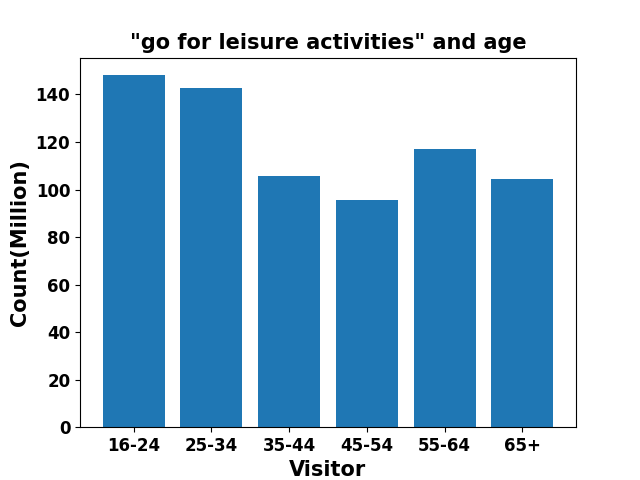 "go for leisure activities" and age
Count(Million)
140
120
100
80
60
40
20
0
16-24 25-34 35-44 45-54 55-64 65+
Visitor